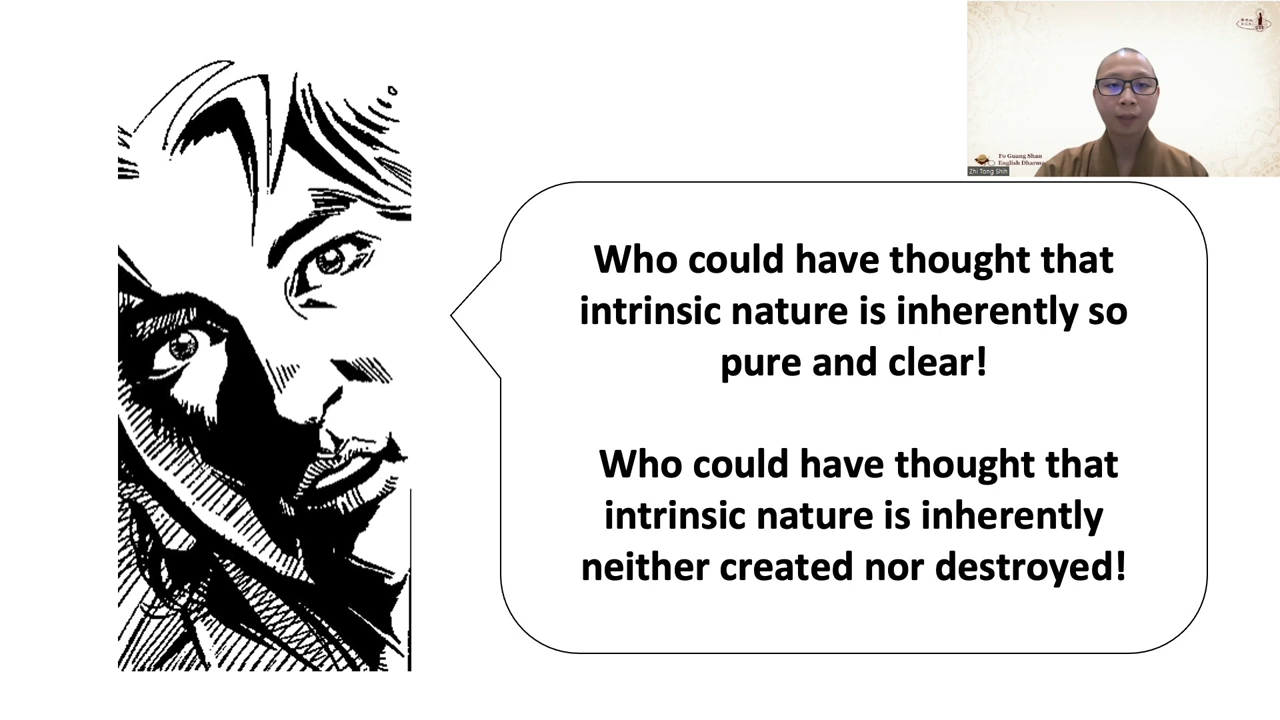 Fo Guang Shan
English Dharma
Zhi Tong Shih
Who could have thought that
intrinsic nature is inherently so
pure and clear!
Who could have thought that
intrinsic nature is inherently
neither created nor destroyed!